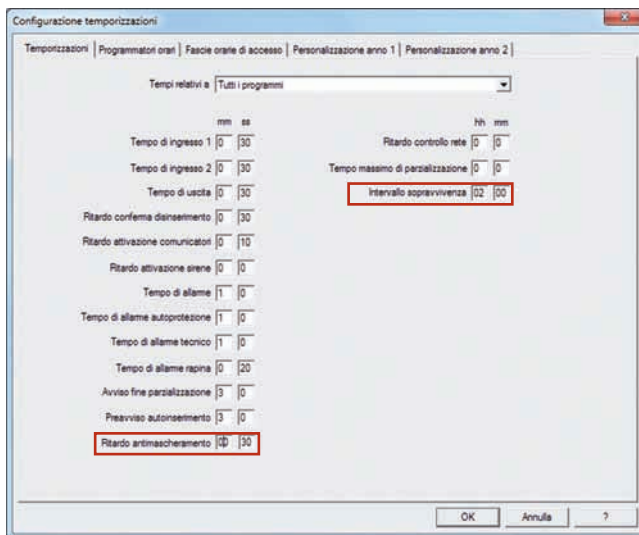 Configurazione temporizzazioni
Temporizzazioni Programmatori orari Fascie orarie di accesso Personalizzazione anno 1 Personalizzazione anno 2
Tempi relativi a Tutti i programmi
mm ss
Tempo di ingresso 1 0 30
Tempo di ingresso 2 0 30
Tempo di uscita 0 30
Ritardo conferma disinserimento 0 30
Ritardo attivazione comunicatori 0 10
Ritardo attivazione sirene 0 0
Tempo di allarme 1 0
Tempo di allarme autoprotezione 1 0
Tempo di allarme tecnico 1 0
Tempo di allarme rapina 0 20
Avviso fine parzializzazione 3 0
Preavviso autoinserimento 3 0
Ritardo antimascheramento 00 30
hh mm
Ritardo controllo rete 0 0
Tempo massimo di parzializzazione 0 0
Intervallo sopravvivenza 02 00
OK Annulla ?